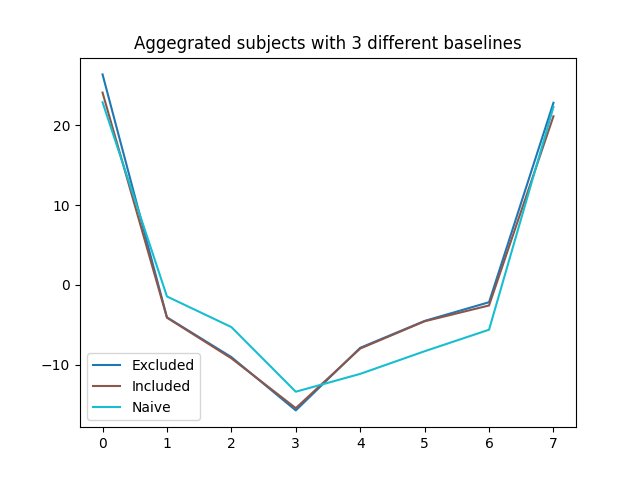 Aggegrated subjects with 3 different baselines
20
10
0
−10
Excluded
Included
Naive
0 1 2 3 4 5 6 7